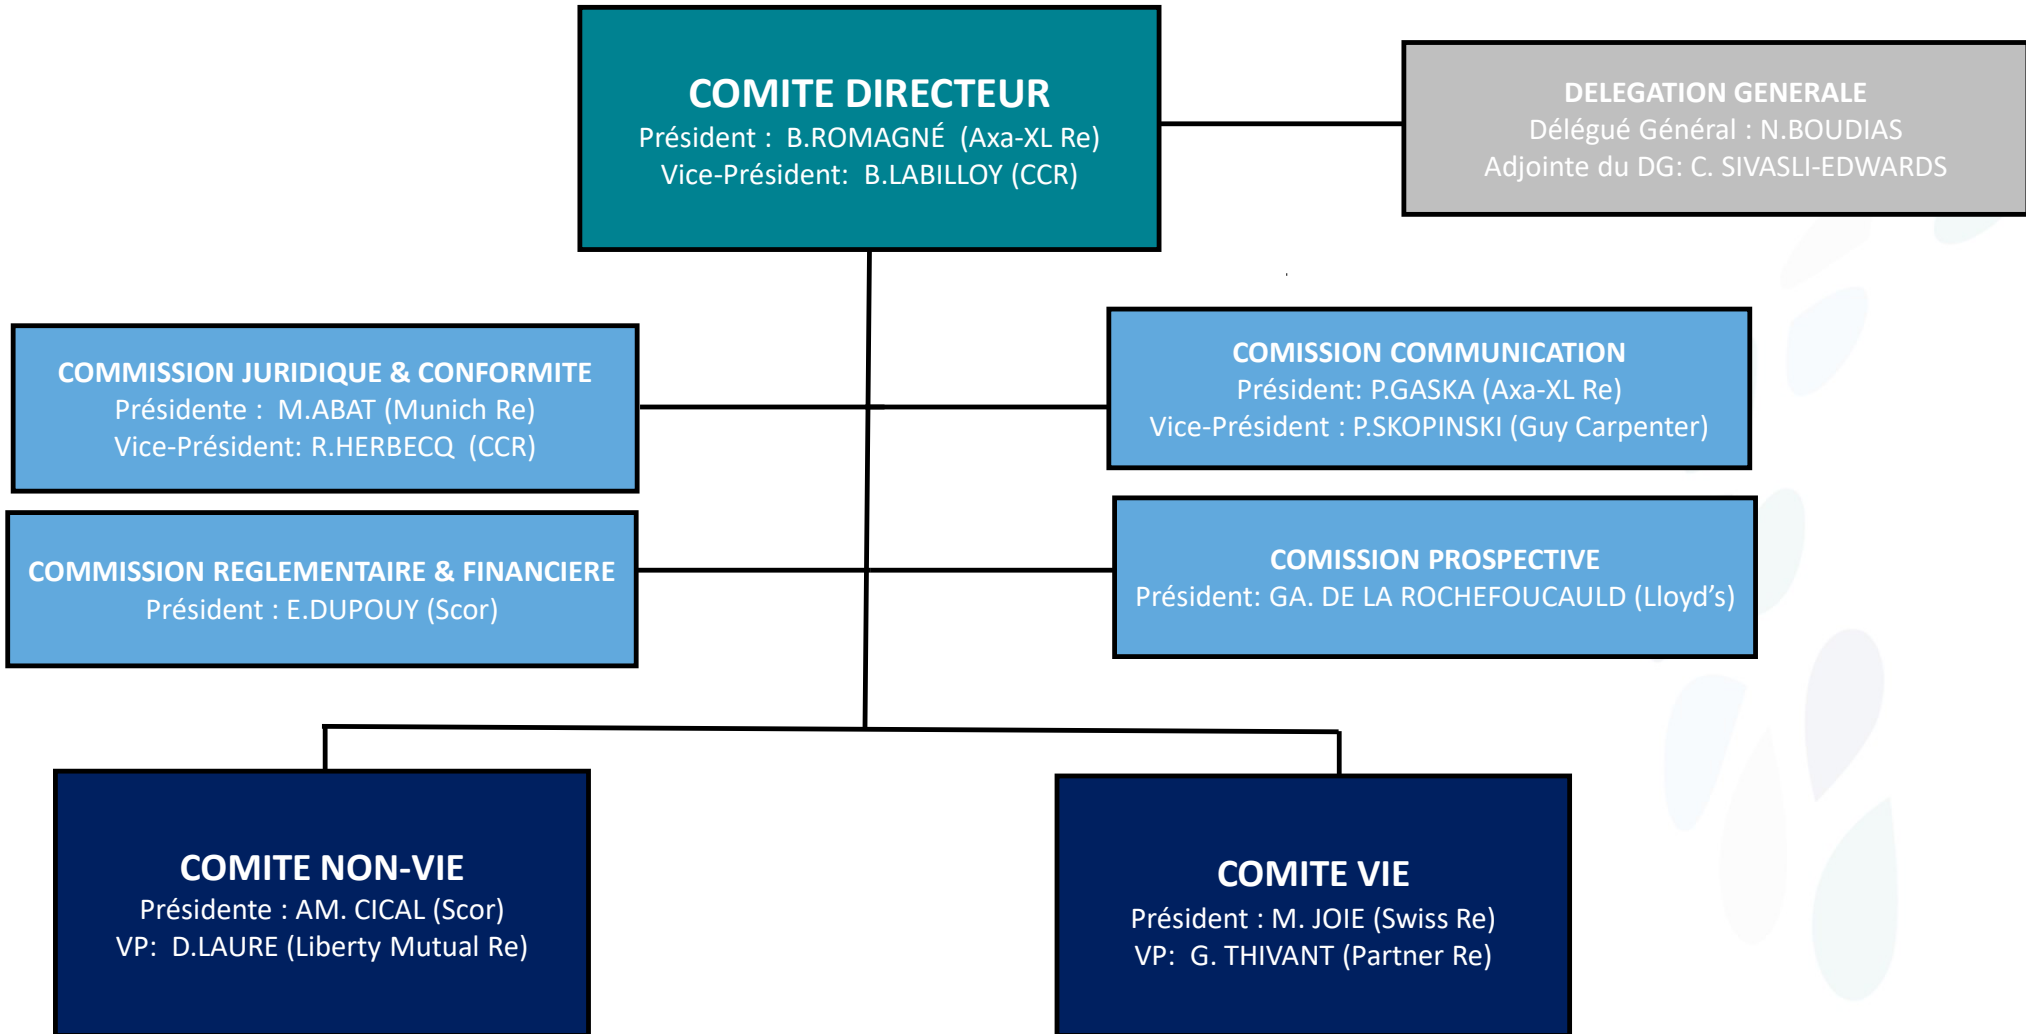 COMITE DIRECTEUR
Président : B.ROMAGNÉ (Axa-XL Re)
Vice-Président: B.LABILLOY (CCR)
DELEGATION GENERALE
Délégué Général : N.BOUDIAS
Adjointe du DG: C. SIVASLI-EDWARDS
COMMISSION JURIDIQUE & CONFORMITE
Présidente : M.ABAT (Munich Re)
Vice-Président: R.HERBECQ (CCR)
COMISSION COMMUNICATION
Président: P.GASKA (Axa-XL Re)
Vice-Président : P.SKOPINSKI (Guy Carpenter)
COMMISSION REGLEMENTAIRE & FINANCIERE
Président : E.DUPOUY (Scor)
COMISSION PROSPECTIVE
Président: GA. DE LA ROCHEFOUCAULD (Lloyd’s)
COMITE NON-VIE
Présidente : AM. CICAL (Scor)
VP: D.LAURE (Liberty Mutual Re)
COMITE VIE
Président : M. JOIE (Swiss Re)
VP: G. THIVANT (Partner Re)